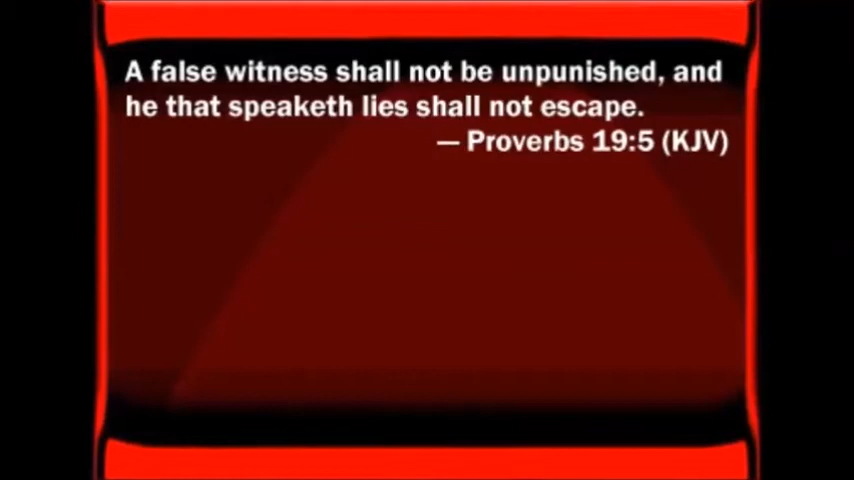 A false witness shall not be unpunished, and
he that speaketh lies shall not escape.
— Proverbs 19:5 (KJV)